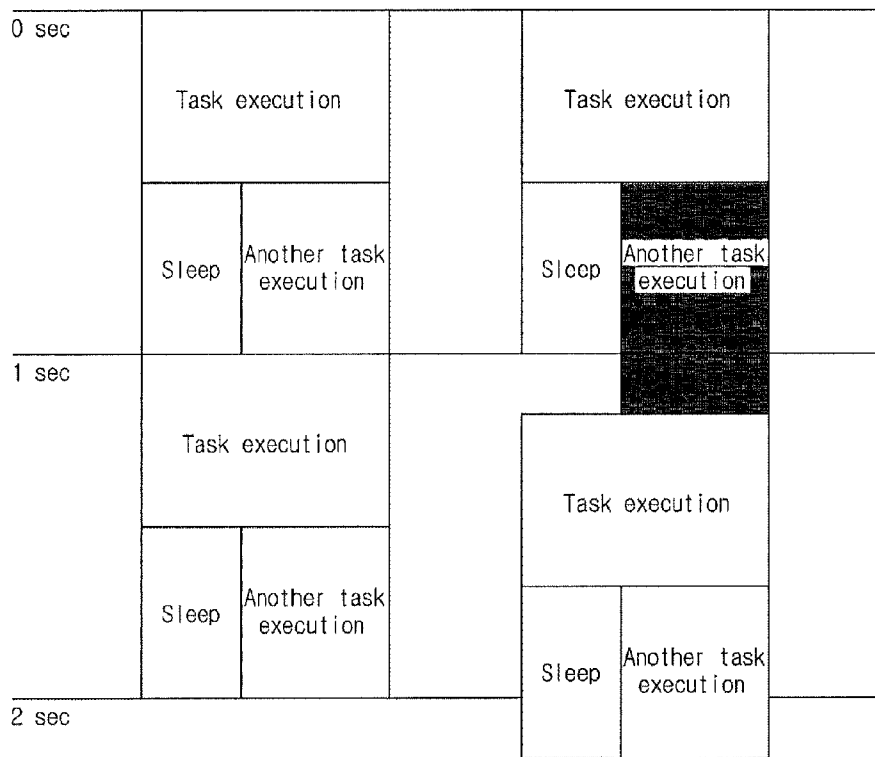 0 sec
Task execution
Task execution
Sleep
Another task
execution
Sleep
Another task
execution
1 sec
Task execution
Task execution
Sleep
Another task
execution
Sleep
Another task
execution
2 sec